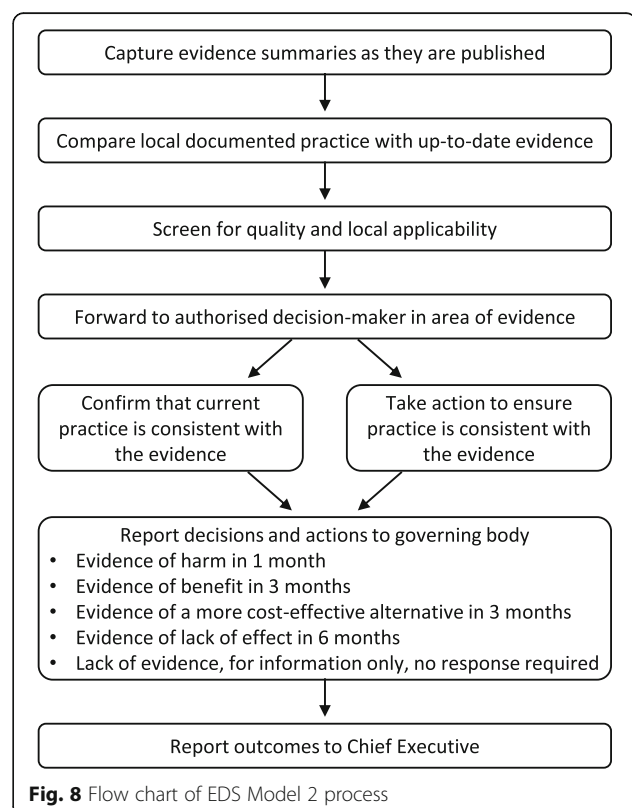 Capture evidence summaries as they are published
Compare local documented practice with up-to-date evidence
Screen for quality and local applicability
Forward to authorised decision-maker in area of evidence
Confirm that current
practice is consistent with
the evidence
Take action to ensure
practice is consistent with
the evidence
Report decisions and actions to governing body
• Evidence of harm in 1 month
• Evidence of benefit in 3 months
• Evidence of a more cost-effective alternative in 3 months
• Evidence of lack of effect in 6 months
• Lack of evidence, for information only, no response required
Report outcomes to Chief Executive
Fig. 8 Flow chart of EDS Model 2 process